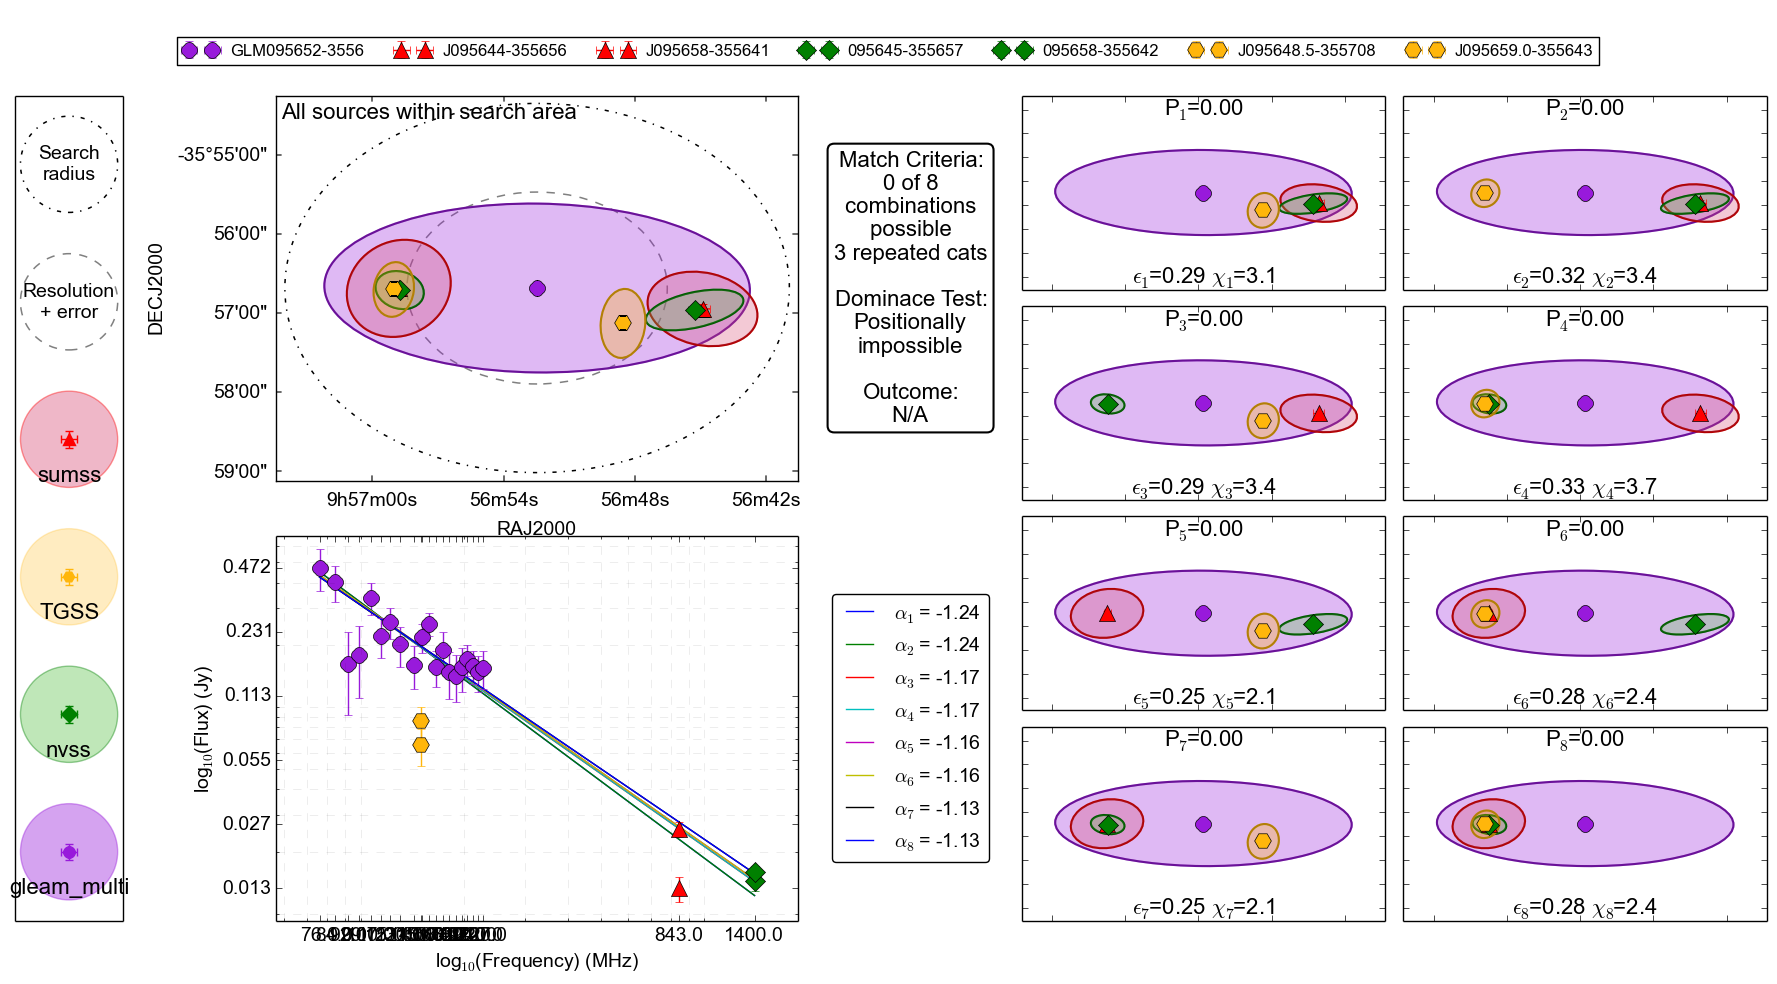 GLM095652-3556 J095644-355656 J095658-355641 095645-355657 095658-355642 J095648.5-355708 J095659.0-355643
Search
radius
Resolution
+ error
sumss
TGSS
nvss
gleam_multi
All sources within search area
DECJ2000
-35°55'00"
56'00"
57'00"
58'00"
59'00"
9h57m00s 56m54s 56m48s 56m42s
RAJ2000
log10(Flux) (Jy)
0.472
0.231
0.113
0.055
0.027
0.013
843.0 1400.0
log10(Frequency) (MHz)
Match Criteria:
0 of 8
combinations
possible
3 repeated cats
Dominace Test:
Positionally
impossible
Outcome:
N/A
α1 = -1.24
α2 = -1.24
α3 = -1.17
α4 = -1.17
α5 = -1.16
α6 = -1.16
α7 = -1.13
α8 = -1.13
P1=0.00
ϵ1=0.29 χ1=3.1
P2=0.00
ϵ2=0.32 χ2=3.4
P3=0.00
ϵ3=0.29 χ3=3.4
P4=0.00
ϵ4=0.33 χ4=3.7
P5=0.00
ϵ5=0.25 χ5=2.1
P6=0.00
ϵ6=0.28 χ6=2.4
P7=0.00
ϵ7=0.25 χ7=2.1
P8=0.00
ϵ8=0.28 χ8=2.4